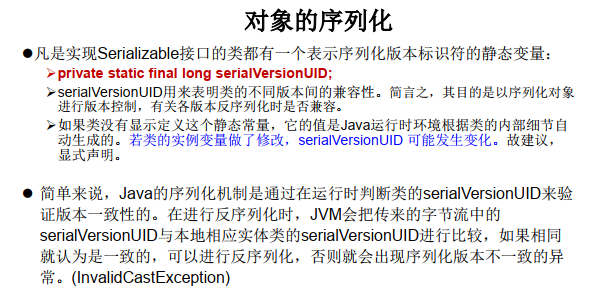 对象的序列化
●凡是实现Serializable接口的类都有一个表示序列化版本标识符的静态变量：
➢private static final long serialVersionUID;
➢serialVersionUID用来表明类的不同版本间的兼容性。简言之，其目的是以序列化对象
进行版本控制，有关各版本反序列化时是否兼容。
➢如果类没有显示定义这个静态常量，它的值是Java运行时环境根据类的内部细节自
动生成的。若类的实例变量做了修改，serialVersionUID 可能发生变化。故建议，
显式声明。
● 简单来说，Java的序列化机制是通过在运行时判断类的serialVersionUID来验
证版本一致性的。在进行反序列化时，JVM会把传来的字节流中的
serialVersionUID与本地相应实体类的serialVersionUID进行比较，如果相同
就认为是一致的，可以进行反序列化，否则就会出现序列化版本不一致的异
常。(InvalidCastException)